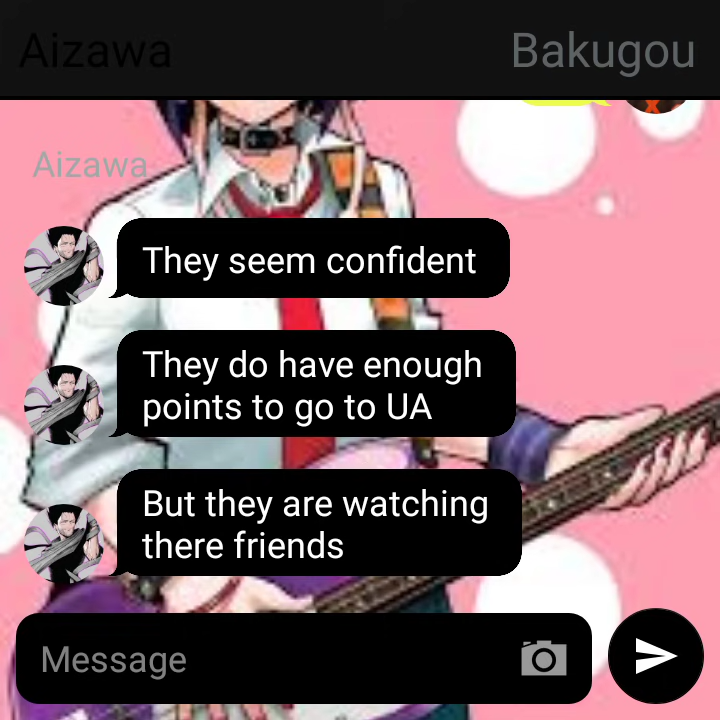 Aizawa
Bakugou
Aizawa
They seem confident
They do have enough
points to go to UA
But they are watching
there friends
Message